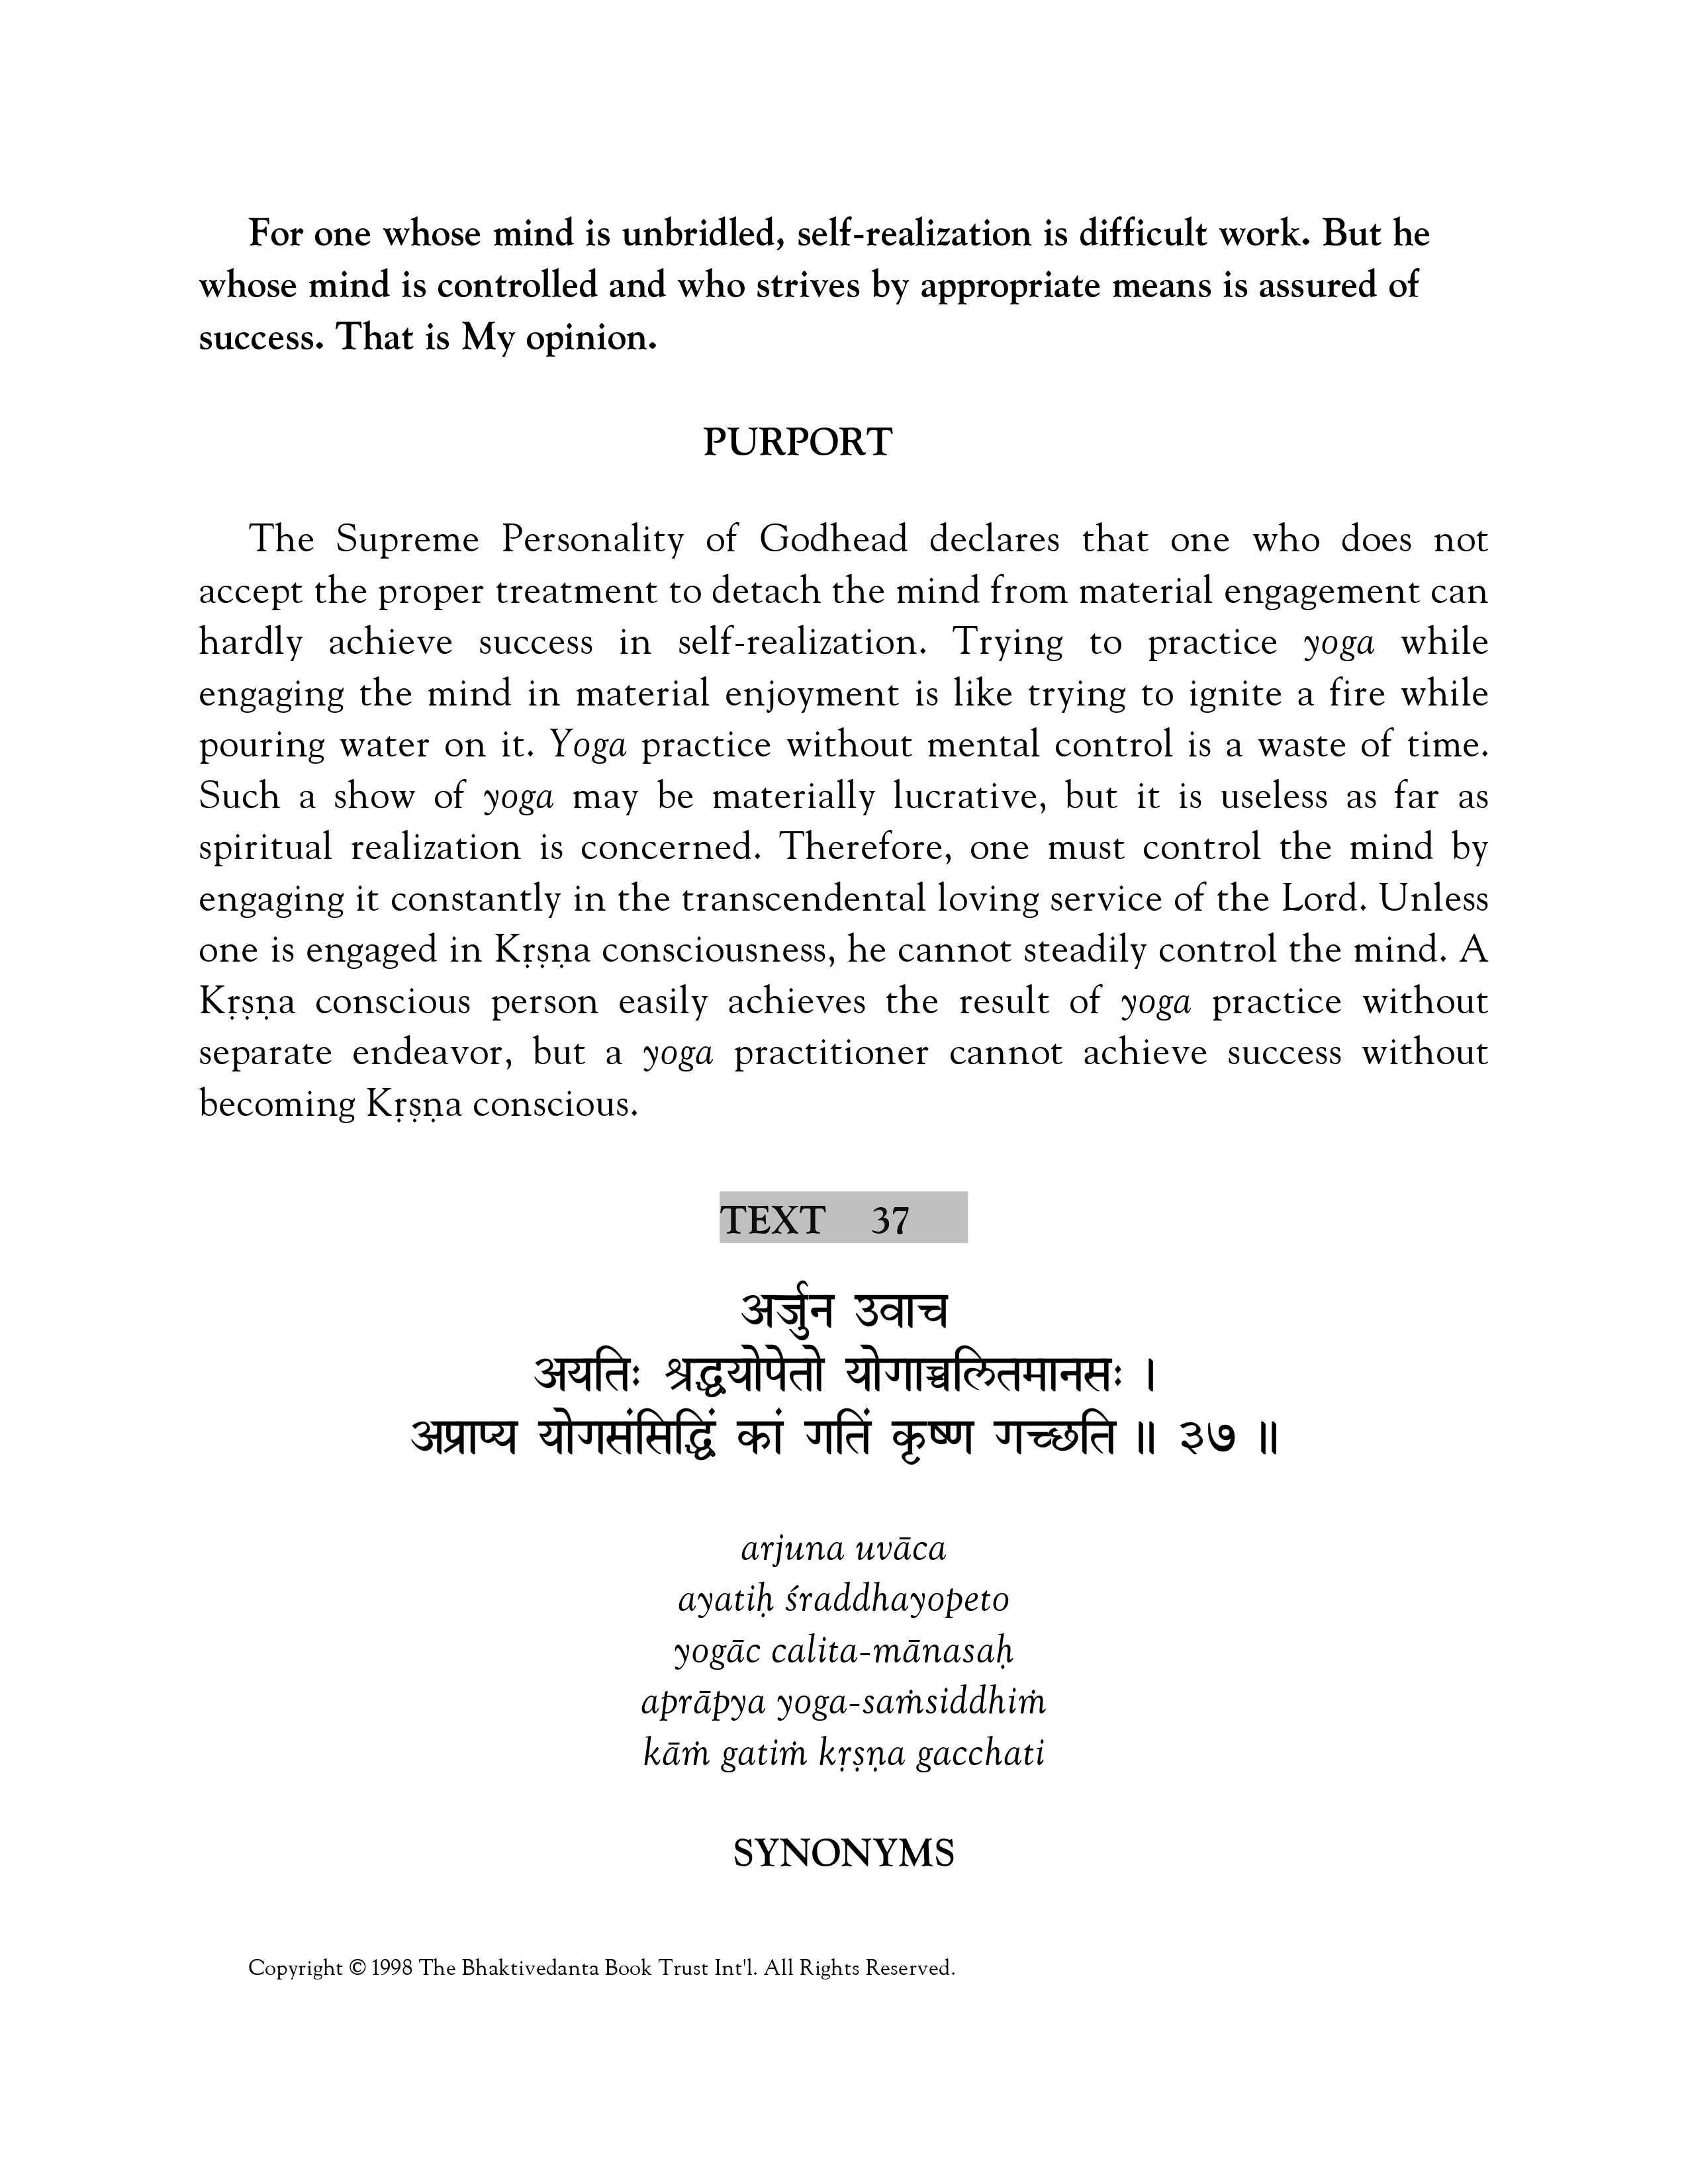 For one whose mind is unbridled, self-realization is difficult work. But he
whose mind is controlled and who strives by appropriate means is assured of
success. That is My opinion.
PURPORT
The Supreme Personality of Godhead declares that one who does not
accept the proper treatment to detach the mind from material engagement can
hardly achieve success in self-realization. Trying to practice yoga while
engaging the mind in material enjoyment is like trying to ignite a fire while
pouring water on it. Yoga practice without mental control is a waste of time.
Such a show of yoga may be materially lucrative, but it is useless as far as
spiritual realization is concerned. Therefore, one must control the mind by
engaging it constantly in the transcendental loving service of the Lord. Unless
one is engaged in Kṛṣṇa consciousness, he cannot steadily control the mind. A
Kṛṣṇa conscious person easily achieves the result of yoga practice without
separate endeavor, but a yoga practitioner cannot achieve success without
becoming Kṛṣṇa conscious.
TEXT 37
अर्जुन उवाच
अयतिः श्रद्धयोपेतो योगाच्चलितमानसः ।
अप्राप्य योगसंसिद्धिं कां गतिं कृष्ण गच्छति ॥ ३७ ॥
arjuna uvāca
ayatiḥ śraddhayopeto
yogāc calita-mānasaḥ
aprāpya yoga-saṁsiddhiṁ
kāṁ gatiṁ kṛṣṇa gacchati
SYNONYMS
Copyright © 1998 The Bhaktivedanta Book Trust Int'l. All Rights Reserved.